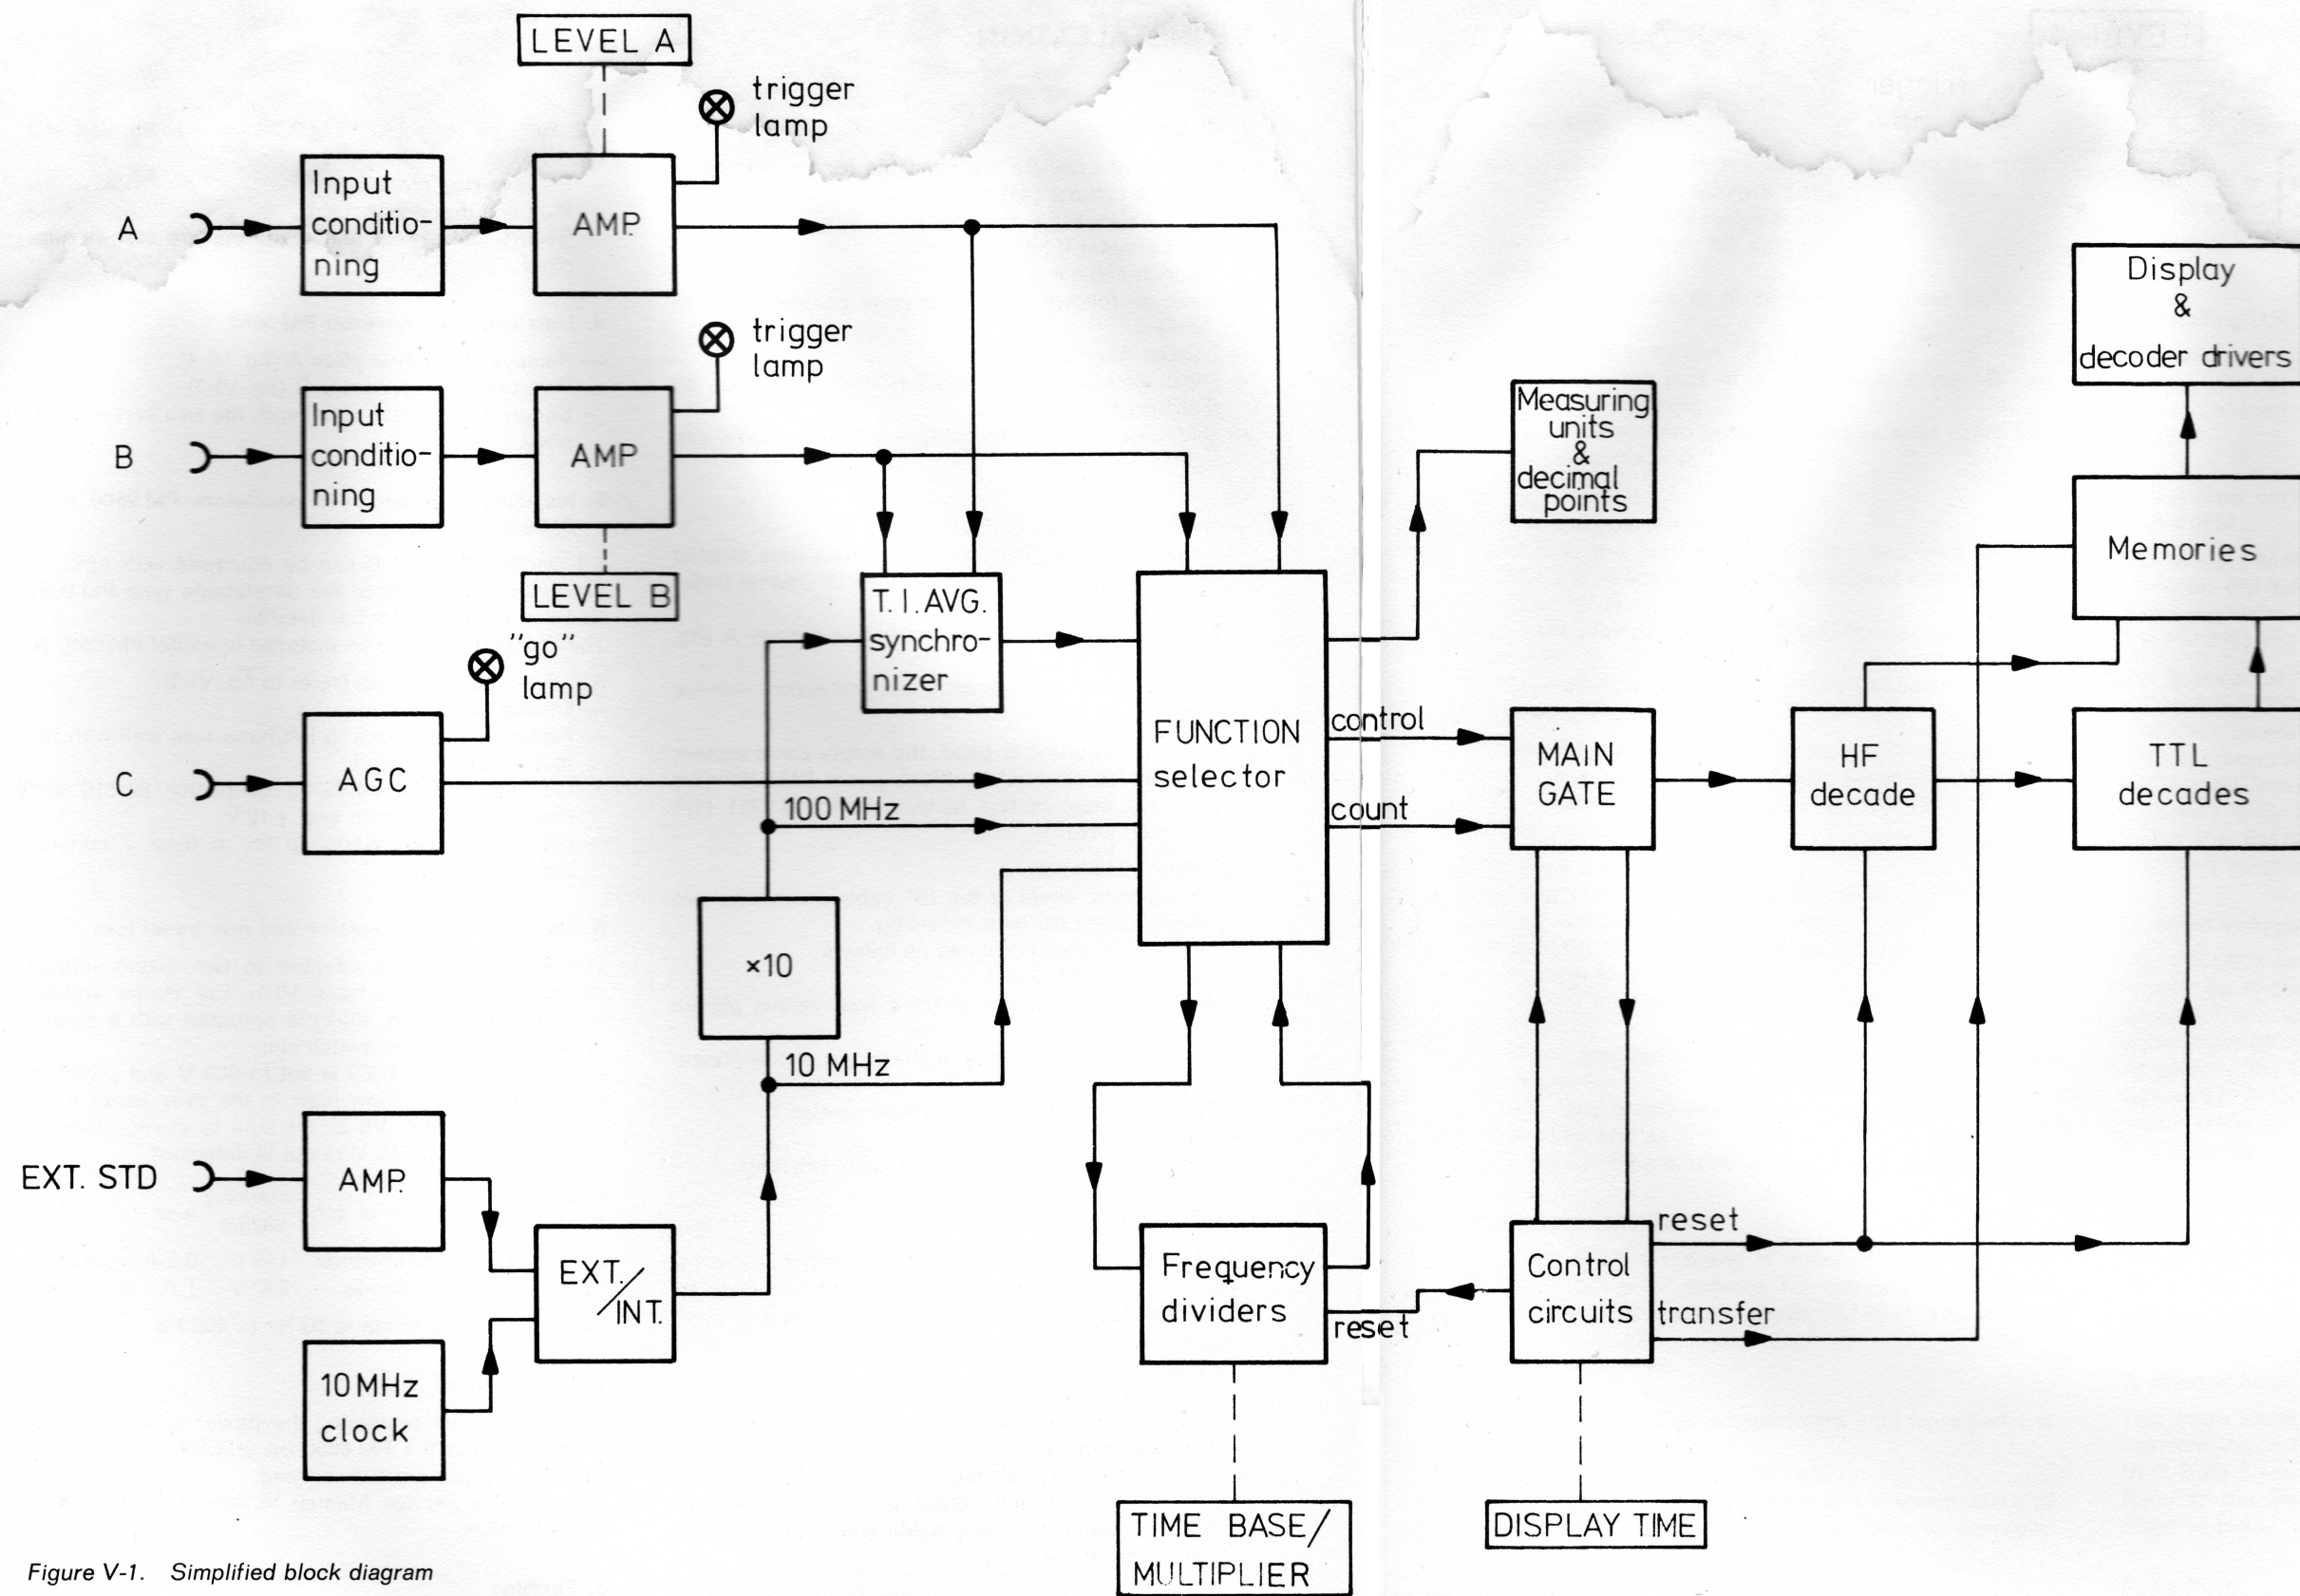 LEVEL A
trigger
lamp
A
Input
conditio-
ning
AMP.
trigger
lamp
B
Input
conditio-
ning
AMP
LEVEL B
"go"
lamp
C
AGC
T.I.AVG.
synchro-
nizer
100 MHz
×10
10 MHz
EXT. STD
AMP.
EXT./
INT.
10 MHz
clock
FUNCTION
selector
Measuring
units
&
decimal
points
control
count
MAIN
GATE
HF
decade
TTL
decades
Memories
Display
&
decoder drivers
Frequency
dividers
reset
Control
circuits
reset
transfer
TIME BASE/
MULTIPLIER
DISPLAY TIME
Figure V-1. Simplified block diagram